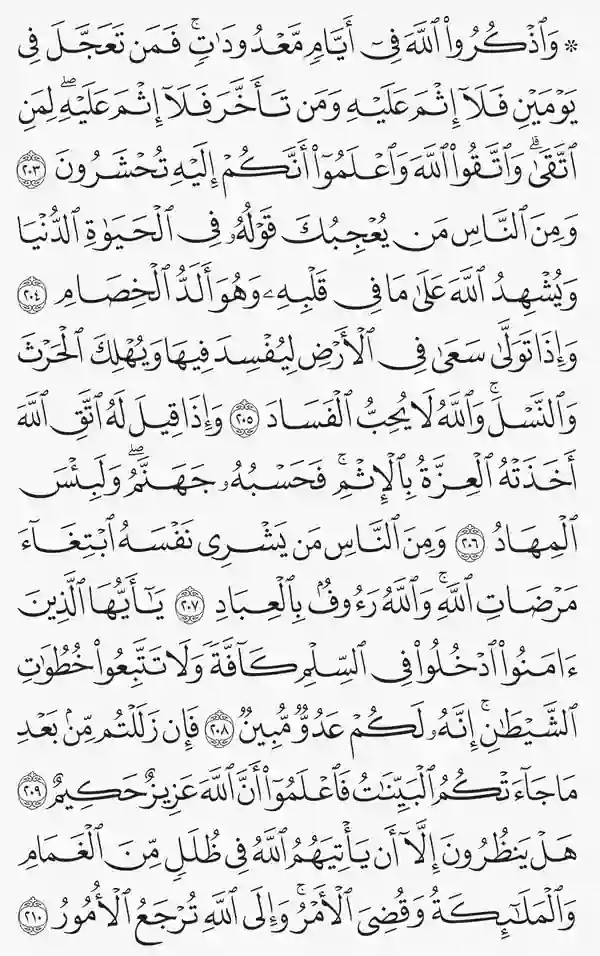 ۞ وَٱذْكُرُوا۟ ٱللَّهَ فِىٓ أَيَّامٍ مَّعْدُودَٰتٍ ۚ فَمَن تَعَجَّلَ فِى
يَوْمَيْنِ فَلَآ إِثْمَ عَلَيْهِ وَمَن تَأَخَّرَ فَلَآ إِثْمَ عَلَيْهِ ۖ لِمَنِ
ٱتَّقَىٰ ۗ وَٱتَّقُوا۟ ٱللَّهَ وَٱعْلَمُوٓا۟ أَنَّكُمْ إِلَيْهِ تُحْشَرُونَ ٢٠٣
وَمِنَ ٱلنَّاسِ مَن يُعْجِبُكَ قَوْلُهُۥ فِى ٱلْحَيَوٰةِ ٱلدُّنْيَا
وَيُشْهِدُ ٱللَّهَ عَلَىٰ مَا فِى قَلْبِهِۦ وَهُوَ أَلَدُّ ٱلْخِصَامِ ٢٠٤
وَإِذَا تَوَلَّىٰ سَعَىٰ فِى ٱلْأَرْضِ لِيُفْسِدَ فِيهَا وَيُهْلِكَ ٱلْحَرْثَ
وَٱلنَّسْلَ ۗ وَٱللَّهُ لَا يُحِبُّ ٱلْفَسَادَ ٢٠٥ وَإِذَا قِيلَ لَهُ ٱتَّقِ ٱللَّهَ
أَخَذَتْهُ ٱلْعِزَّةُ بِٱلْإِثْمِ ۚ فَحَسْبُهُۥ جَهَنَّمُ ۖ وَلَبِئْسَ
ٱلْمِهَادُ ٢٠٦ وَمِنَ ٱلنَّاسِ مَن يَشْرِى نَفْسَهُ ٱبْتِغَآءَ
مَرْضَاتِ ٱللَّهِ ۗ وَٱللَّهُ رَءُوفٌۢ بِٱلْعِبَادِ ٢٠٧ يَٰٓأَيُّهَا ٱلَّذِينَ
ءَامَنُوا۟ ٱدْخُلُوا۟ فِى ٱلسِّلْمِ كَآفَّةً وَلَا تَتَّبِعُوا۟ خُطُوَٰتِ
ٱلشَّيْطَٰنِ ۚ إِنَّهُۥ لَكُمْ عَدُوٌّ مُّبِينٌ ٢٠٨ فَإِن زَلَلْتُم مِّنۢ بَعْدِ
مَا جَآءَتْكُمُ ٱلْبَيِّنَٰتُ فَٱعْلَمُوٓا۟ أَنَّ ٱللَّهَ عَزِيزٌ حَكِيمٌ ٢٠٩
هَلْ يَنظُرُونَ إِلَّآ أَن يَأْتِيَهُمُ ٱللَّهُ فِى ظُلَلٍ مِّنَ ٱلْغَمَامِ
وَٱلْمَلَٰٓئِكَةُ وَقُضِىَ ٱلْأَمْرُ ۚ وَإِلَى ٱللَّهِ تُرْجَعُ ٱلْأُمُورُ ٢١٠